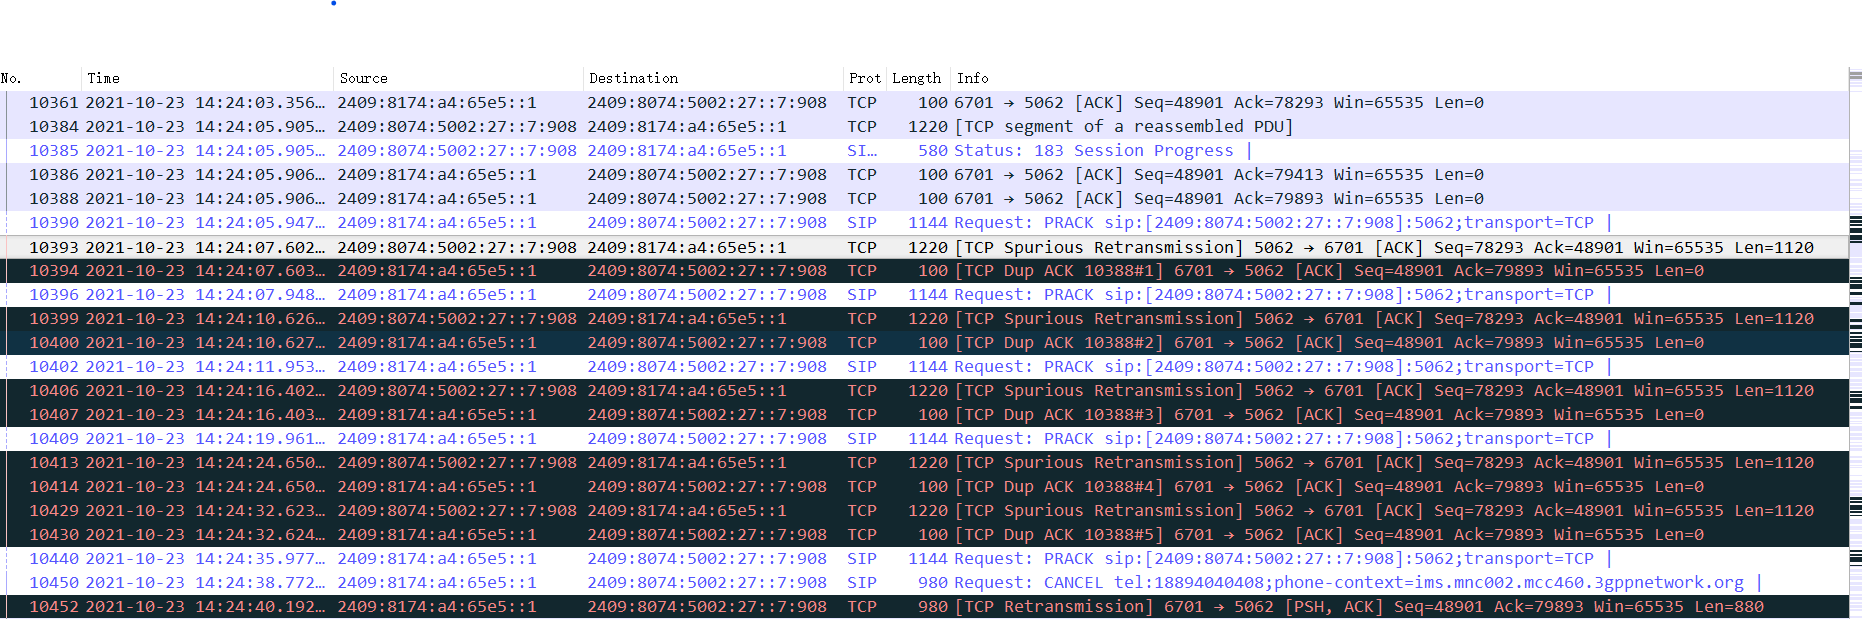 No. Time Source Destination Prot Length Info
10361 2021-10-23 14:24:03.356… 2409:8174:a4:65e5::1 2409:8074:5002:27::7:908 TCP 100 6701 → 5062 [ACK] Seq=48901 Ack=78293 Win=65535 Len=0
10384 2021-10-23 14:24:05.905… 2409:8074:5002:27::7:908 2409:8174:a4:65e5::1 TCP 1220 [TCP segment of a reassembled PDU]
10385 2021-10-23 14:24:05.905… 2409:8074:5002:27::7:908 2409:8174:a4:65e5::1 SI… 580 Status: 183 Session Progress |
10386 2021-10-23 14:24:05.906… 2409:8174:a4:65e5::1 2409:8074:5002:27::7:908 TCP 100 6701 → 5062 [ACK] Seq=48901 Ack=79413 Win=65535 Len=0
10388 2021-10-23 14:24:05.906… 2409:8174:a4:65e5::1 2409:8074:5002:27::7:908 TCP 100 6701 → 5062 [ACK] Seq=48901 Ack=79893 Win=65535 Len=0
10390 2021-10-23 14:24:05.947… 2409:8174:a4:65e5::1 2409:8074:5002:27::7:908 SIP 1144 Request: PRACK sip:[2409:8074:5002:27::7:908]:5062;transport=TCP |
10393 2021-10-23 14:24:07.602… 2409:8074:5002:27::7:908 2409:8174:a4:65e5::1 TCP 1220 [TCP Spurious Retransmission] 5062 → 6701 [ACK] Seq=78293 Ack=48901 Win=65535 Len=1120
10394 2021-10-23 14:24:07.603… 2409:8174:a4:65e5::1 2409:8074:5002:27::7:908 TCP 100 [TCP Dup ACK 10388#1] 6701 → 5062 [ACK] Seq=48901 Ack=79893 Win=65535 Len=0
10396 2021-10-23 14:24:07.948… 2409:8174:a4:65e5::1 2409:8074:5002:27::7:908 SIP 1144 Request: PRACK sip:[2409:8074:5002:27::7:908]:5062;transport=TCP |
10399 2021-10-23 14:24:10.626… 2409:8074:5002:27::7:908 2409:8174:a4:65e5::1 TCP 1220 [TCP Spurious Retransmission] 5062 → 6701 [ACK] Seq=78293 Ack=48901 Win=65535 Len=1120
10400 2021-10-23 14:24:10.627… 2409:8174:a4:65e5::1 2409:8074:5002:27::7:908 TCP 100 [TCP Dup ACK 10388#2] 6701 → 5062 [ACK] Seq=48901 Ack=79893 Win=65535 Len=0
10402 2021-10-23 14:24:11.953… 2409:8174:a4:65e5::1 2409:8074:5002:27::7:908 SIP 1144 Request: PRACK sip:[2409:8074:5002:27::7:908]:5062;transport=TCP |
10406 2021-10-23 14:24:16.402… 2409:8074:5002:27::7:908 2409:8174:a4:65e5::1 TCP 1220 [TCP Spurious Retransmission] 5062 → 6701 [ACK] Seq=78293 Ack=48901 Win=65535 Len=1120
10407 2021-10-23 14:24:16.403… 2409:8174:a4:65e5::1 2409:8074:5002:27::7:908 TCP 100 [TCP Dup ACK 10388#3] 6701 → 5062 [ACK] Seq=48901 Ack=79893 Win=65535 Len=0
10409 2021-10-23 14:24:19.961… 2409:8174:a4:65e5::1 2409:8074:5002:27::7:908 SIP 1144 Request: PRACK sip:[2409:8074:5002:27::7:908]:5062;transport=TCP |
10413 2021-10-23 14:24:24.650… 2409:8074:5002:27::7:908 2409:8174:a4:65e5::1 TCP 1220 [TCP Spurious Retransmission] 5062 → 6701 [ACK] Seq=78293 Ack=48901 Win=65535 Len=1120
10414 2021-10-23 14:24:24.650… 2409:8174:a4:65e5::1 2409:8074:5002:27::7:908 TCP 100 [TCP Dup ACK 10388#4] 6701 → 5062 [ACK] Seq=48901 Ack=79893 Win=65535 Len=0
10429 2021-10-23 14:24:32.623… 2409:8074:5002:27::7:908 2409:8174:a4:65e5::1 TCP 1220 [TCP Spurious Retransmission] 5062 → 6701 [ACK] Seq=78293 Ack=48901 Win=65535 Len=1120
10430 2021-10-23 14:24:32.624… 2409:8174:a4:65e5::1 2409:8074:5002:27::7:908 TCP 100 [TCP Dup ACK 10388#5] 6701 → 5062 [ACK] Seq=48901 Ack=79893 Win=65535 Len=0
10440 2021-10-23 14:24:35.977… 2409:8174:a4:65e5::1 2409:8074:5002:27::7:908 SIP 1144 Request: PRACK sip:[2409:8074:5002:27::7:908]:5062;transport=TCP |
10450 2021-10-23 14:24:38.772… 2409:8174:a4:65e5::1 2409:8074:5002:27::7:908 SIP 980 Request: CANCEL tel:18894040408;phone-context=ims.mnc002.mcc460.3gppnetwork.org |
10452 2021-10-23 14:24:40.192… 2409:8174:a4:65e5::1 2409:8074:5002:27::7:908 TCP 980 [TCP Retransmission] 6701 → 5062 [PSH, ACK] Seq=48901 Ack=79893 Win=65535 Len=880